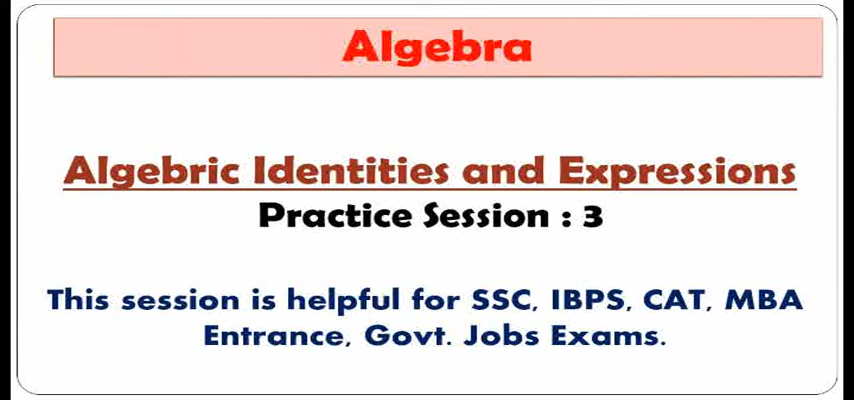 Algebra
Algebric Identities and Expressions
Practice Session : 3
This session is helpful for SSC, IBPS, CAT, MBA
Entrance, Govt. Jobs Exams.